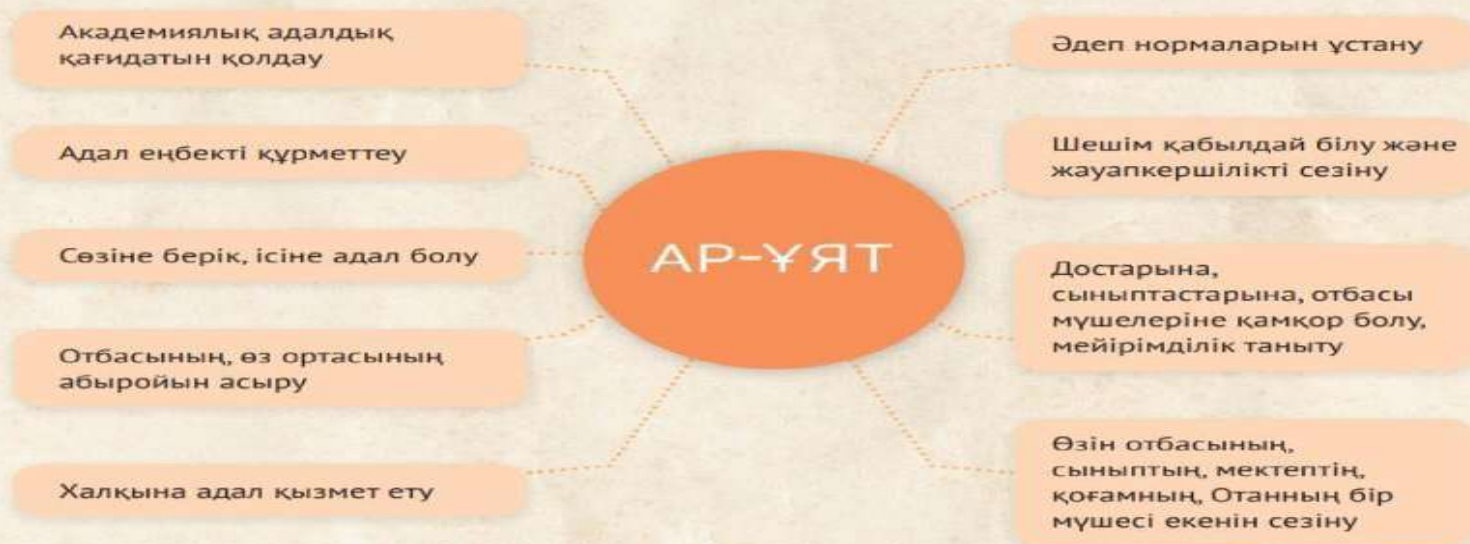 Академиялық адалдық
қағидатын қолдау
Адал еңбекті құрметтеу
Сөзіне берік, ісіне адал болу
Отбасының, өз ортасының
абыройын асыру
Халқына адал қызмет ету
АР-ҰЯТ
Әдеп нормаларын ұстану
Шешім қабылдай білу және
жауапкершілікті сезіну
Достарына,
сыныптастарына, отбасы
мүшелеріне қамқор болу,
мейірімділік таныту
Өзін отбасының,
сыныптың, мектептің,
қоғамның, Отанның бір
мүшесі екенін сезіну